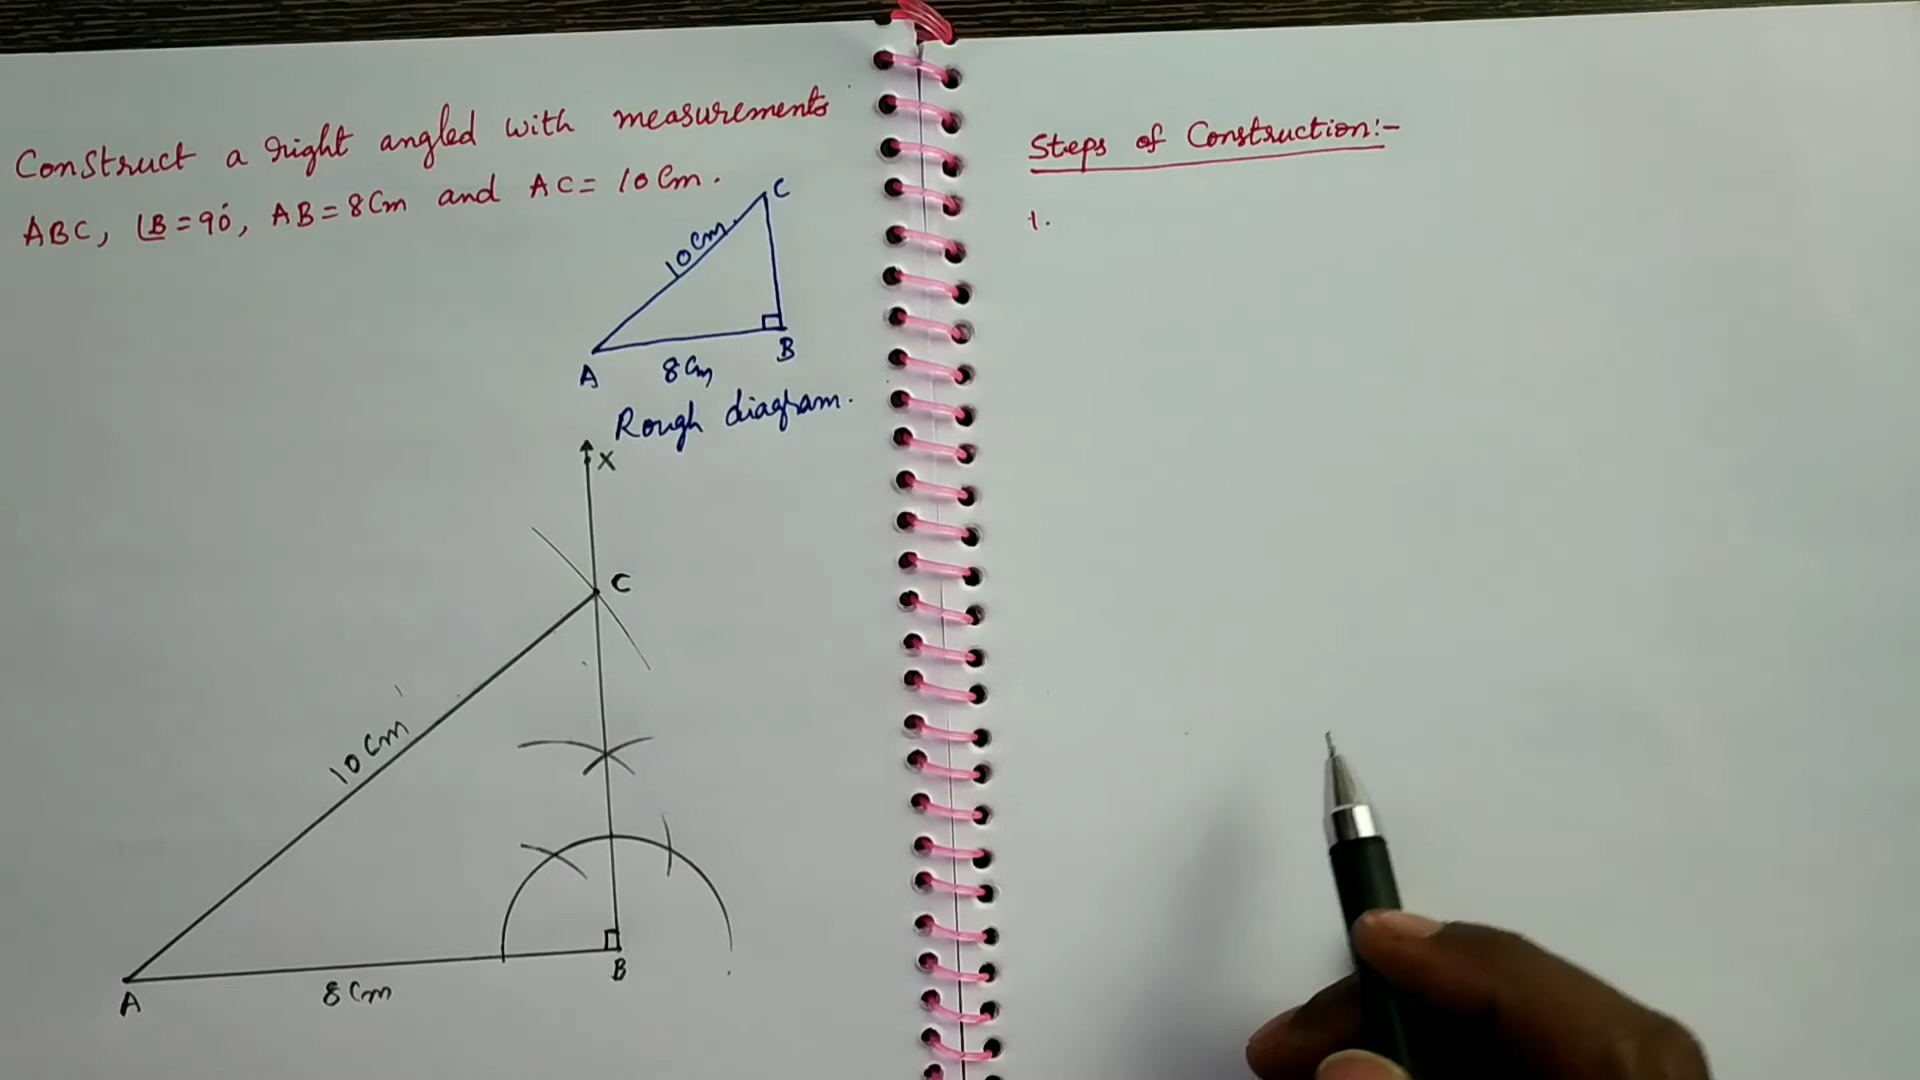 Construct a right angled with measurements
ABC, ∠B = 90°, AB = 8 Cm and AC = 10 Cm.
C
10 Cm
A
8 Cm
B
Rough diagram.
X
C
10 Cm
A
8 Cm
B
Steps of Construction:-
1.